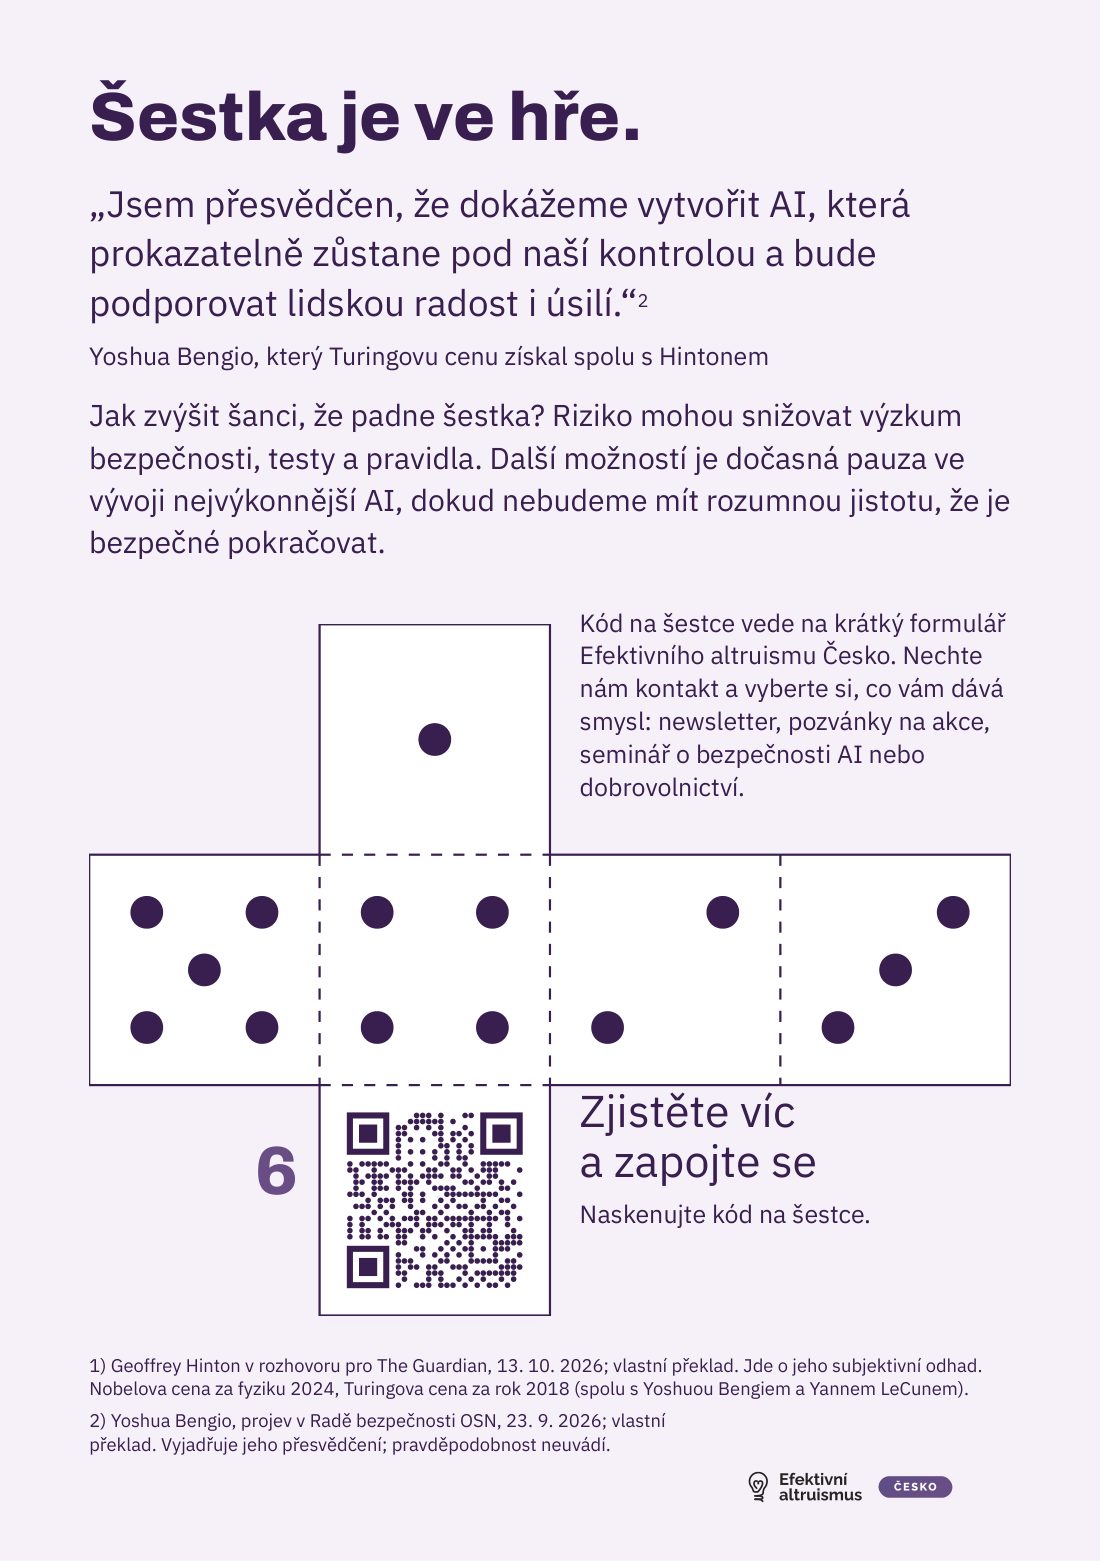 Šestka je ve hře.
„Jsem přesvědčen, že dokážeme vytvořit AI, která
prokazatelně zůstane pod naší kontrolou a bude
podporovat lidskou radost i úsilí.“2
Yoshua Bengio, který Turingovu cenu získal spolu s Hintonem
Jak zvýšit šanci, že padne šestka? Riziko mohou snižovat výzkum
bezpečnosti, testy a pravidla. Další možností je dočasná pauza ve
vývoji nejvýkonnější AI, dokud nebudeme mít rozumnou jistotu, že je
bezpečné pokračovat.
Kód na šestce vede na krátký formulář
Efektivního altruismu Česko. Nechte
nám kontakt a vyberte si, co vám dává
smysl: newsletter, pozvánky na akce,
seminář o bezpečnosti AI nebo
dobrovolnictví.
6
Zjistěte víc
a zapojte se
Naskenujte kód na šestce.
1) Geoffrey Hinton v rozhovoru pro The Guardian, 13. 10. 2026; vlastní překlad. Jde o jeho subjektivní odhad.
Nobelova cena za fyziku 2024, Turingova cena za rok 2018 (spolu s Yoshuou Bengiem a Yannem LeCunem).
2) Yoshua Bengio, projev v Radě bezpečnosti OSN, 23. 9. 2026; vlastní
překlad. Vyjadřuje jeho přesvědčení; pravděpodobnost neuvádí.
Efektivní
altruismus
ČESKO